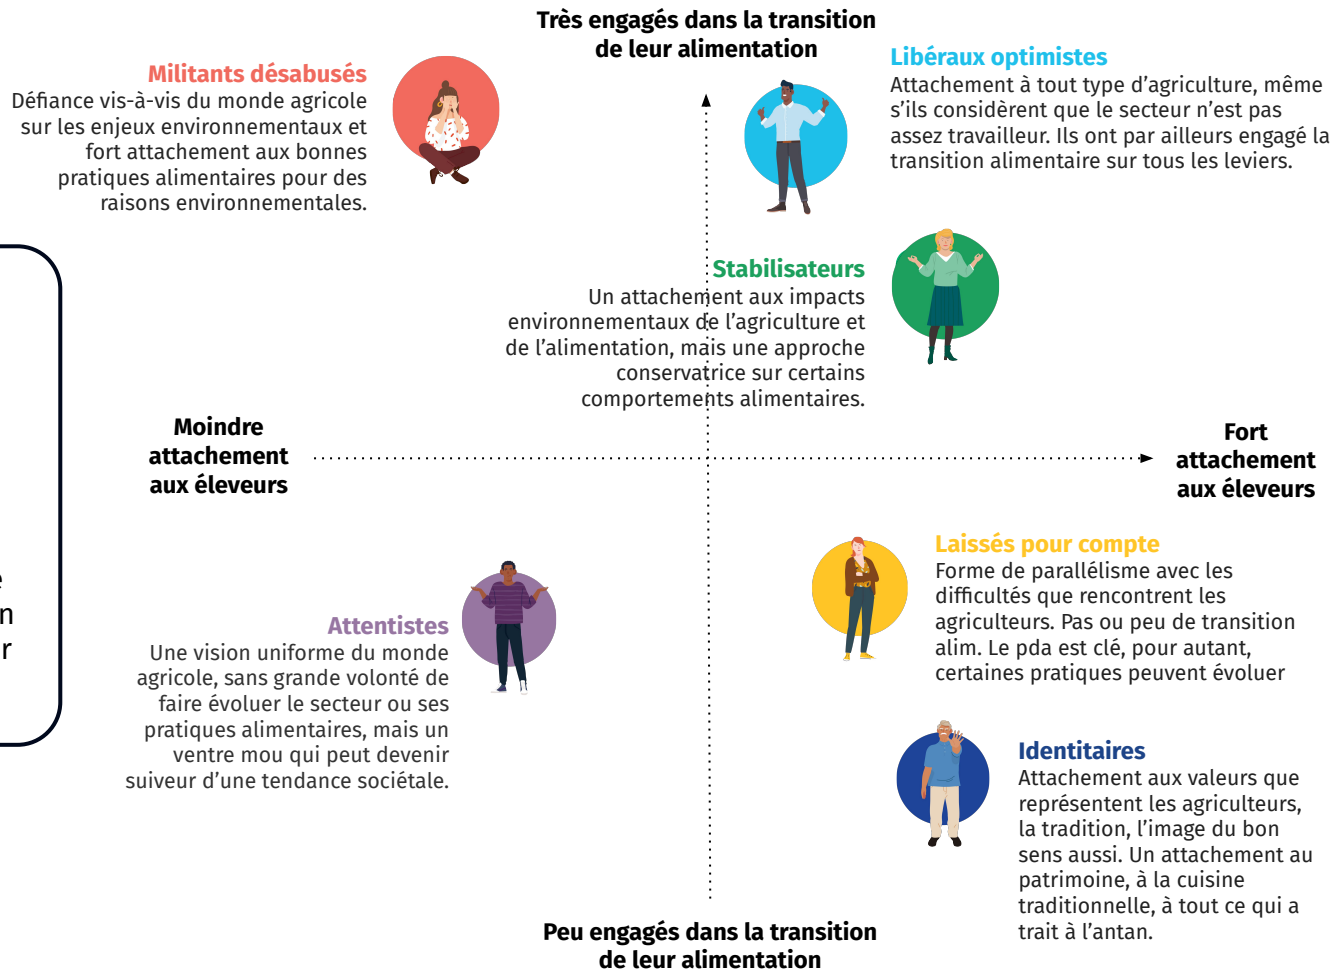 Très engagés dans la transition
de leur alimentation
Militants désabusés
Défiance vis-à-vis du monde agricole
sur les enjeux environnementaux et
fort attachement aux bonnes
pratiques alimentaires pour des
raisons environnementales.
Libéraux optimistes
Attachement à tout type d’agriculture, même
s’ils considèrent que le secteur n’est pas
assez travailleur. Ils ont par ailleurs engagé la
transition alimentaire sur tous les leviers.
Stabilisateurs
Un attachement aux impacts
environnementaux de l’agriculture et
de l’alimentation, mais une approche
conservatrice sur certains
comportements alimentaires.
Moindre
attachement
aux éleveurs
Fort
attachement
aux éleveurs
Laissés pour compte
Forme de parallélisme avec les
difficultés que rencontrent les
agriculteurs. Pas ou peu de transition
alim. Le pda est clé, pour autant,
certaines pratiques peuvent évoluer
Attentistes
Une vision uniforme du monde
agricole, sans grande volonté de
faire évoluer le secteur ou ses
pratiques alimentaires, mais un
ventre mou qui peut devenir
suiveur d’une tendance sociétale.
Identitaires
Attachement aux valeurs que
représentent les agriculteurs,
la tradition, l’image du bon
sens aussi. Un attachement au
patrimoine, à la cuisine
traditionnelle, à tout ce qui a
trait à l’antan.
Peu engagés dans la transition
de leur alimentation